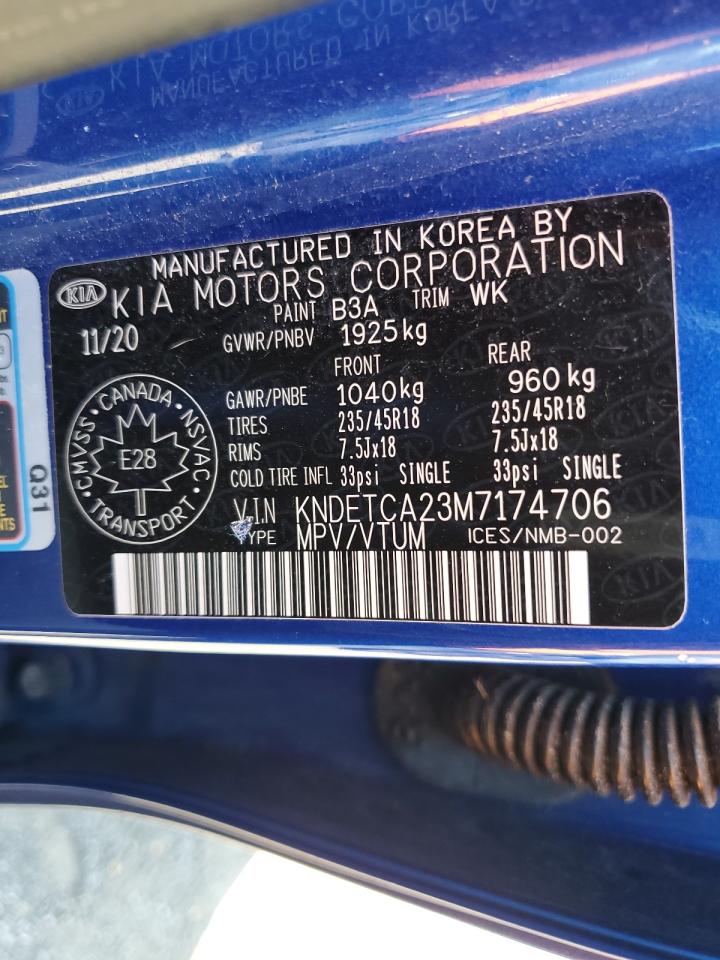 MANUFACTURED IN KOREA BY
KIA KIA MOTORS CORPORATION
PAINT B3A TRIM WK
11/20 GVWR/PNBV 1925kg
FRONT REAR
GAWR/PNBE 1040kg 960kg
TIRES 235/45R18 235/45R18
RIMS 7.5Jx18 7.5Jx18
COLD TIRE INFL 33psi SINGLE 33psi SINGLE
CMVSS · CANADA · NSVAC · TRANSPORT ·
E28
V.I.N KNDETCA23M7174706
TYPE MPV/VTUM ICES/NMB-002
Q31